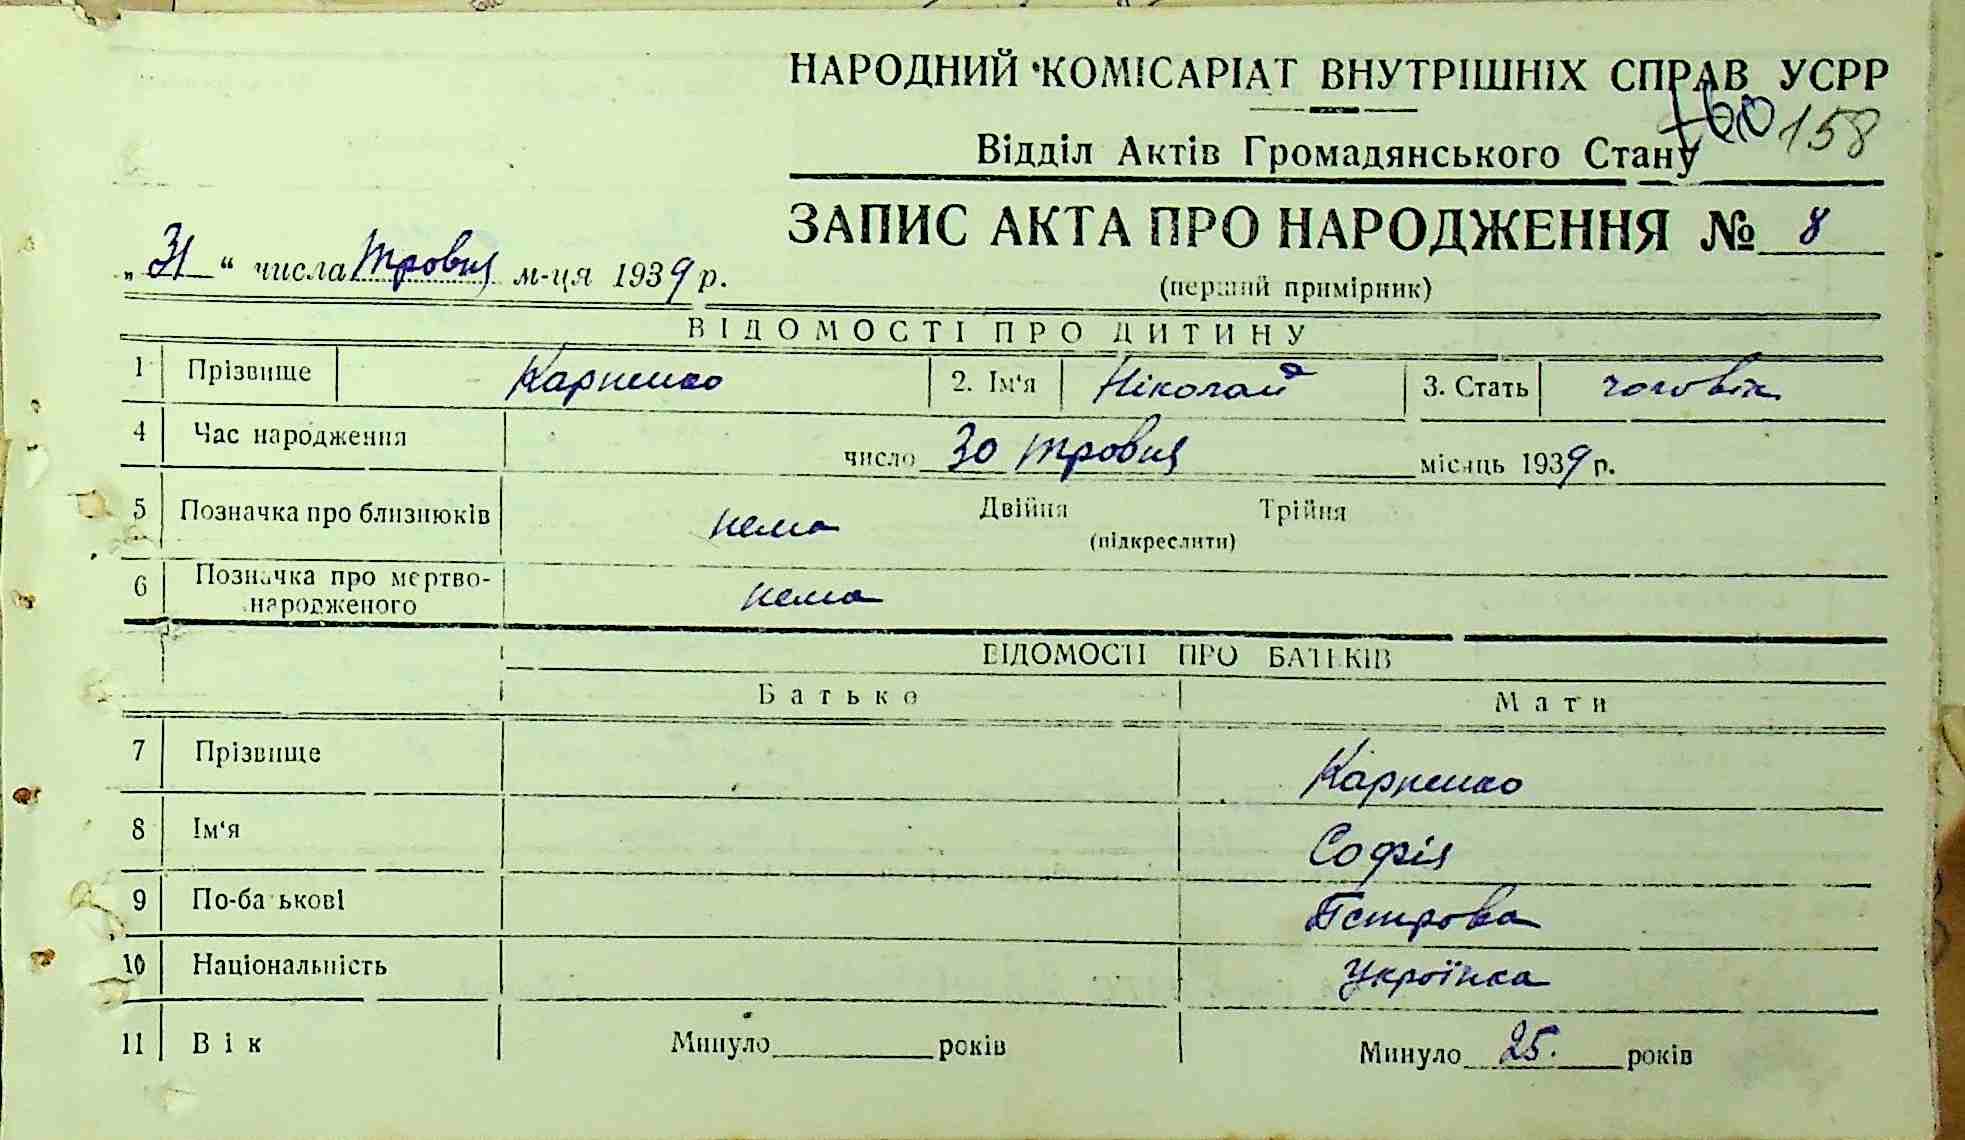 НАРОДНИЙ КОМІСАРІАТ ВНУТРІШНІХ СПРАВ УСРР
158
Відділ Актів Громадянського Стану
ЗАПИС АКТА ПРО НАРОДЖЕННЯ № 8
„31“ числа Тровня м-ця 1939 р.
(перший примірник)
ВІДОМОСТІ ПРО ДИТИНУ
1 Прізвище Карпенко 2. Ім'я Ніколай 3. Стать чоловік
4 Час народження число 30 тровня місяць 1939 р.
5 Позначка про близнюків нема Двійня Трійня
(підкреслити)
6 Позначка про мертво-
народженого нема
ВІДОМОСТІ ПРО БАТЬКІВ
Батько Мати
7 Прізвище Карпенко
8 Ім'я Софія
9 По-батькові Петрова
10 Національність Українка
11 Вік Минуло років Минуло 25. років